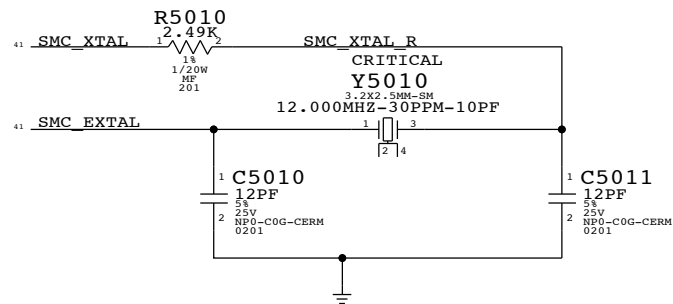 R5010
2.49K
41 SMC_XTAL 1 2 SMC_XTAL_R
1%
1/20W
MF
201
CRITICAL
Y5010
3.2X2.5MM-SM
12.000MHZ-30PPM-10PF
41 SMC_EXTAL 1 3
2 4
1 C5010
12PF
5%
25V
2 NP0-C0G-CERM
0201
1 C5011
12PF
5%
25V
2 NP0-C0G-CERM
0201